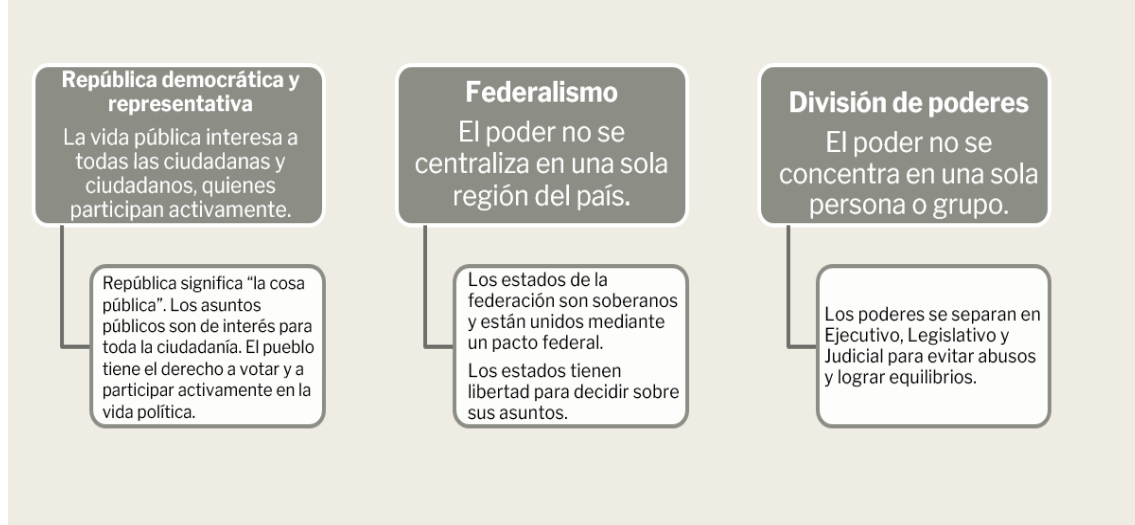 República democrática y
representativa
La vida pública interesa a
todas las ciudadanas y
ciudadanos, quienes
participan activamente.
República significa “la cosa
pública”. Los asuntos
públicos son de interés para
toda la ciudadanía. El pueblo
tiene el derecho a votar y a
participar activamente en la
vida política.
Federalismo
El poder no se
centraliza en una sola
región del país.
Los estados de la
federación son soberanos
y están unidos mediante
un pacto federal.
Los estados tienen
libertad para decidir sobre
sus asuntos.
División de poderes
El poder no se
concentra en una sola
persona o grupo.
Los poderes se separan en
Ejecutivo, Legislativo y
Judicial para evitar abusos
y lograr equilibrios.